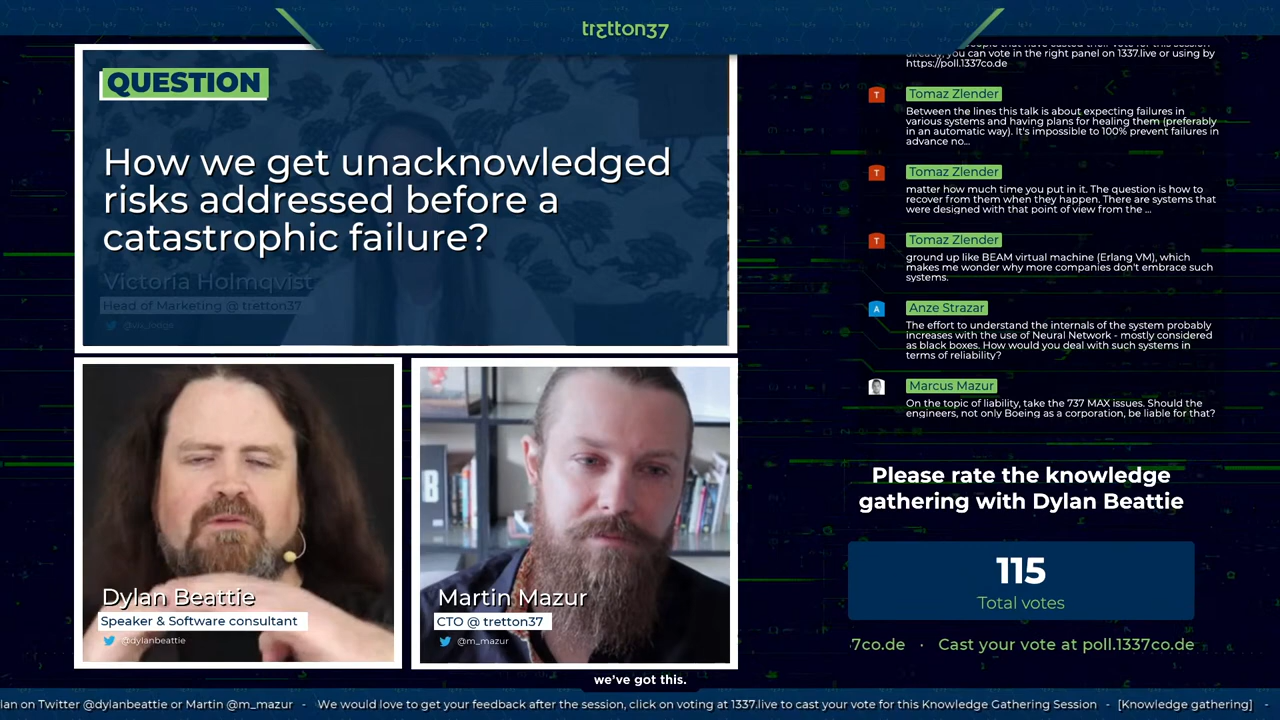 trɛtton37
QUESTION
How we get unacknowledged
risks addressed before a
catastrophic failure?
Victoria Holmqvist
Head of Marketing @ tretton37
Dylan Beattie
Speaker & Software consultant
@dylanbeattie
Martin Mazur
CTO @ tretton37
@m_mazur
already, you can vote in the right panel on 1337.live or using by
https://poll.1337co.de
T
Tomaz Zlender
Between the lines this talk is about expecting failures in
various systems and having plans for healing them (preferably
in an automatic way). It's impossible to 100% prevent failures in
advance no...
T
Tomaz Zlender
matter how much time you put in it. The question is how to
recover from them when they happen. There are systems that
were designed with that point of view from the ...
T
Tomaz Zlender
ground up like BEAM virtual machine (Erlang VM), which
makes me wonder why more companies don't embrace such
systems.
A
Anze Strazar
The effort to understand the internals of the system probably
increases with the use of Neural Network - mostly considered
as black boxes. How would you deal with such systems in
terms of reliability?
Marcus Mazur
On the topic of liability, take the 737 MAX issues. Should the
engineers, not only Boeing as a corporation, be liable for that?
Please rate the knowledge
gathering with Dylan Beattie
115
Total votes
7co.de · Cast your vote at poll.1337co.de
we've got this.
lan on Twitter @dylanbeattie or Martin @m_mazur - We would love to get your feedback after the session, click on voting at 1337.live to cast your vote for this Knowledge Gathering Session - [Knowledge gathering] -
B